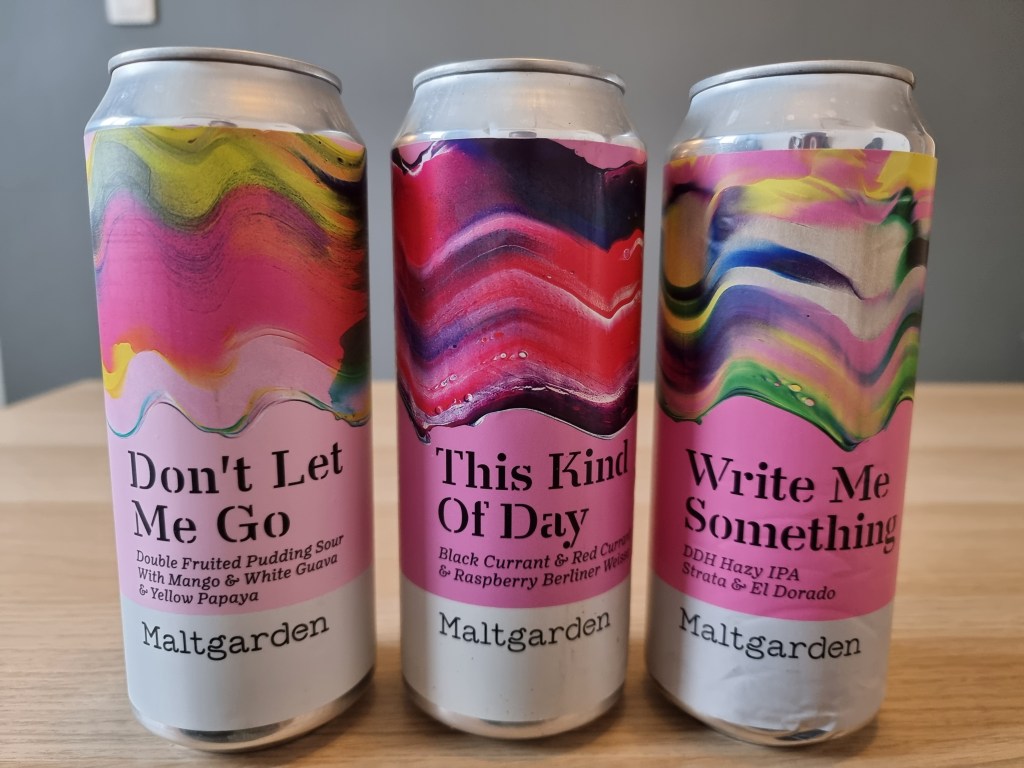 Don't Let
Me Go
Double Fruited Pudding Sour
With Mango & White Guava
& Yellow Papaya
Maltgarden
This Kind
Of Day
Black Currant & Red
& Raspberry Berliner
Maltgarden
Write Me
Something
DDH Hazy IPA
Strata & El Dorado
Maltgarden